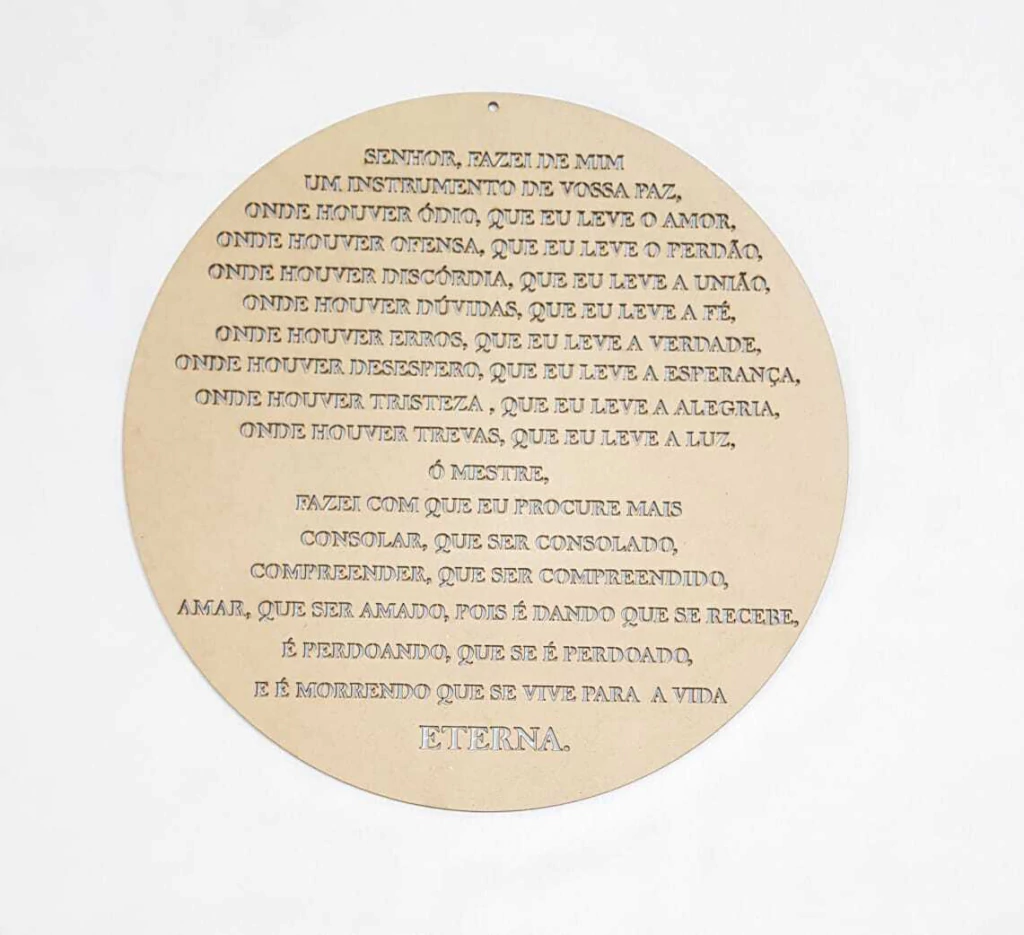 SENHOR, FAZEI DE MIM
UM INSTRUMENTO DE VOSSA PAZ,
ONDE HOUVER ÓDIO, QUE EU LEVE O AMOR,
ONDE HOUVER OFENSA, QUE EU LEVE O PERDÃO,
ONDE HOUVER DISCÓRDIA, QUE EU LEVE A UNIÃO,
ONDE HOUVER DÚVIDAS, QUE EU LEVE A FÉ,
ONDE HOUVER ERROS, QUE EU LEVE A VERDADE,
ONDE HOUVER DESESPERO, QUE EU LEVE A ESPERANÇA,
ONDE HOUVER TRISTEZA , QUE EU LEVE A ALEGRIA,
ONDE HOUVER TREVAS, QUE EU LEVE A LUZ,
Ó MESTRE,
FAZEI COM QUE EU PROCURE MAIS
CONSOLAR, QUE SER CONSOLADO,
COMPREENDER, QUE SER COMPREENDIDO,
AMAR, QUE SER AMADO, POIS É DANDO QUE SE RECEBE,
É PERDOANDO, QUE SE É PERDOADO,
E É MORRENDO QUE SE VIVE PARA A VIDA
ETERNA.